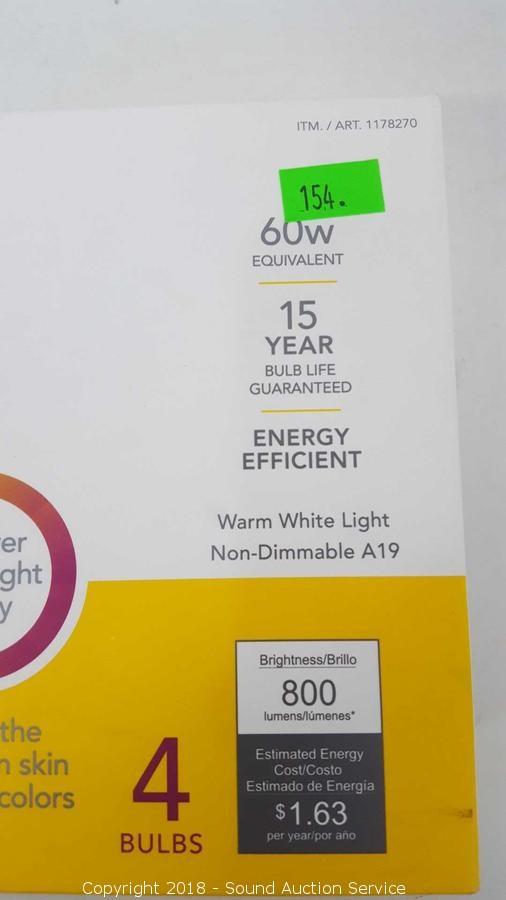 ITM. / ART. 1178270
154.
60w
EQUIVALENT
15
YEAR
BULB LIFE
GUARANTEED
ENERGY
EFFICIENT
Warm White Light
Non-Dimmable A19
Brightness/Brillo
800
lumens/lúmenes*
Estimated Energy
Cost/Costo
Estimado de Energía
$1.63
per year/por año
the
skin
colors
4
BULBS
Copyright 2018 - Sound Auction Service